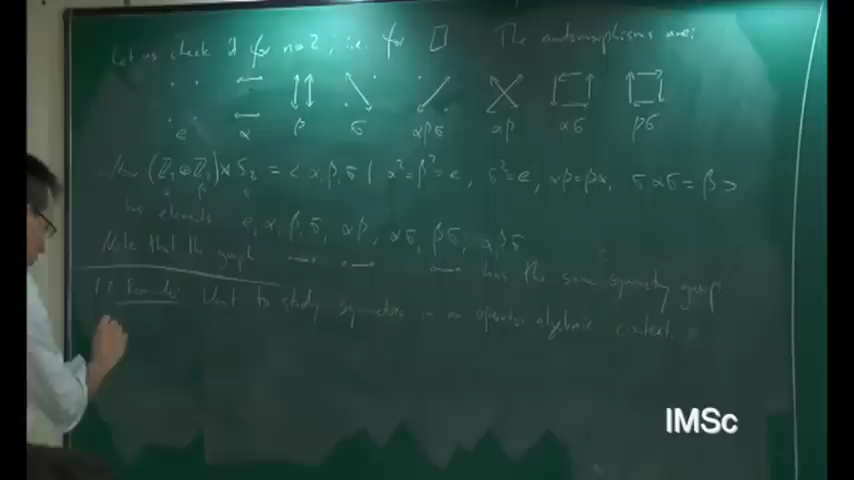 Let us check it for n=2, i.e. for □ The automorphisms are:
e α β σ αβσ αβ ασ βσ
Now (ℤ₂⊕ℤ₂)⋊S₂ = < α,β,σ | α²=β²=e, σ²=e, αβ=βα, σασ=β >
α β σ
has elements e, α, β, σ, αβ, ασ, βσ, αβσ
Note that the graph has the same symmetry group
Remarks: Want to study symmetries in an operator algebraic context.
IMSc